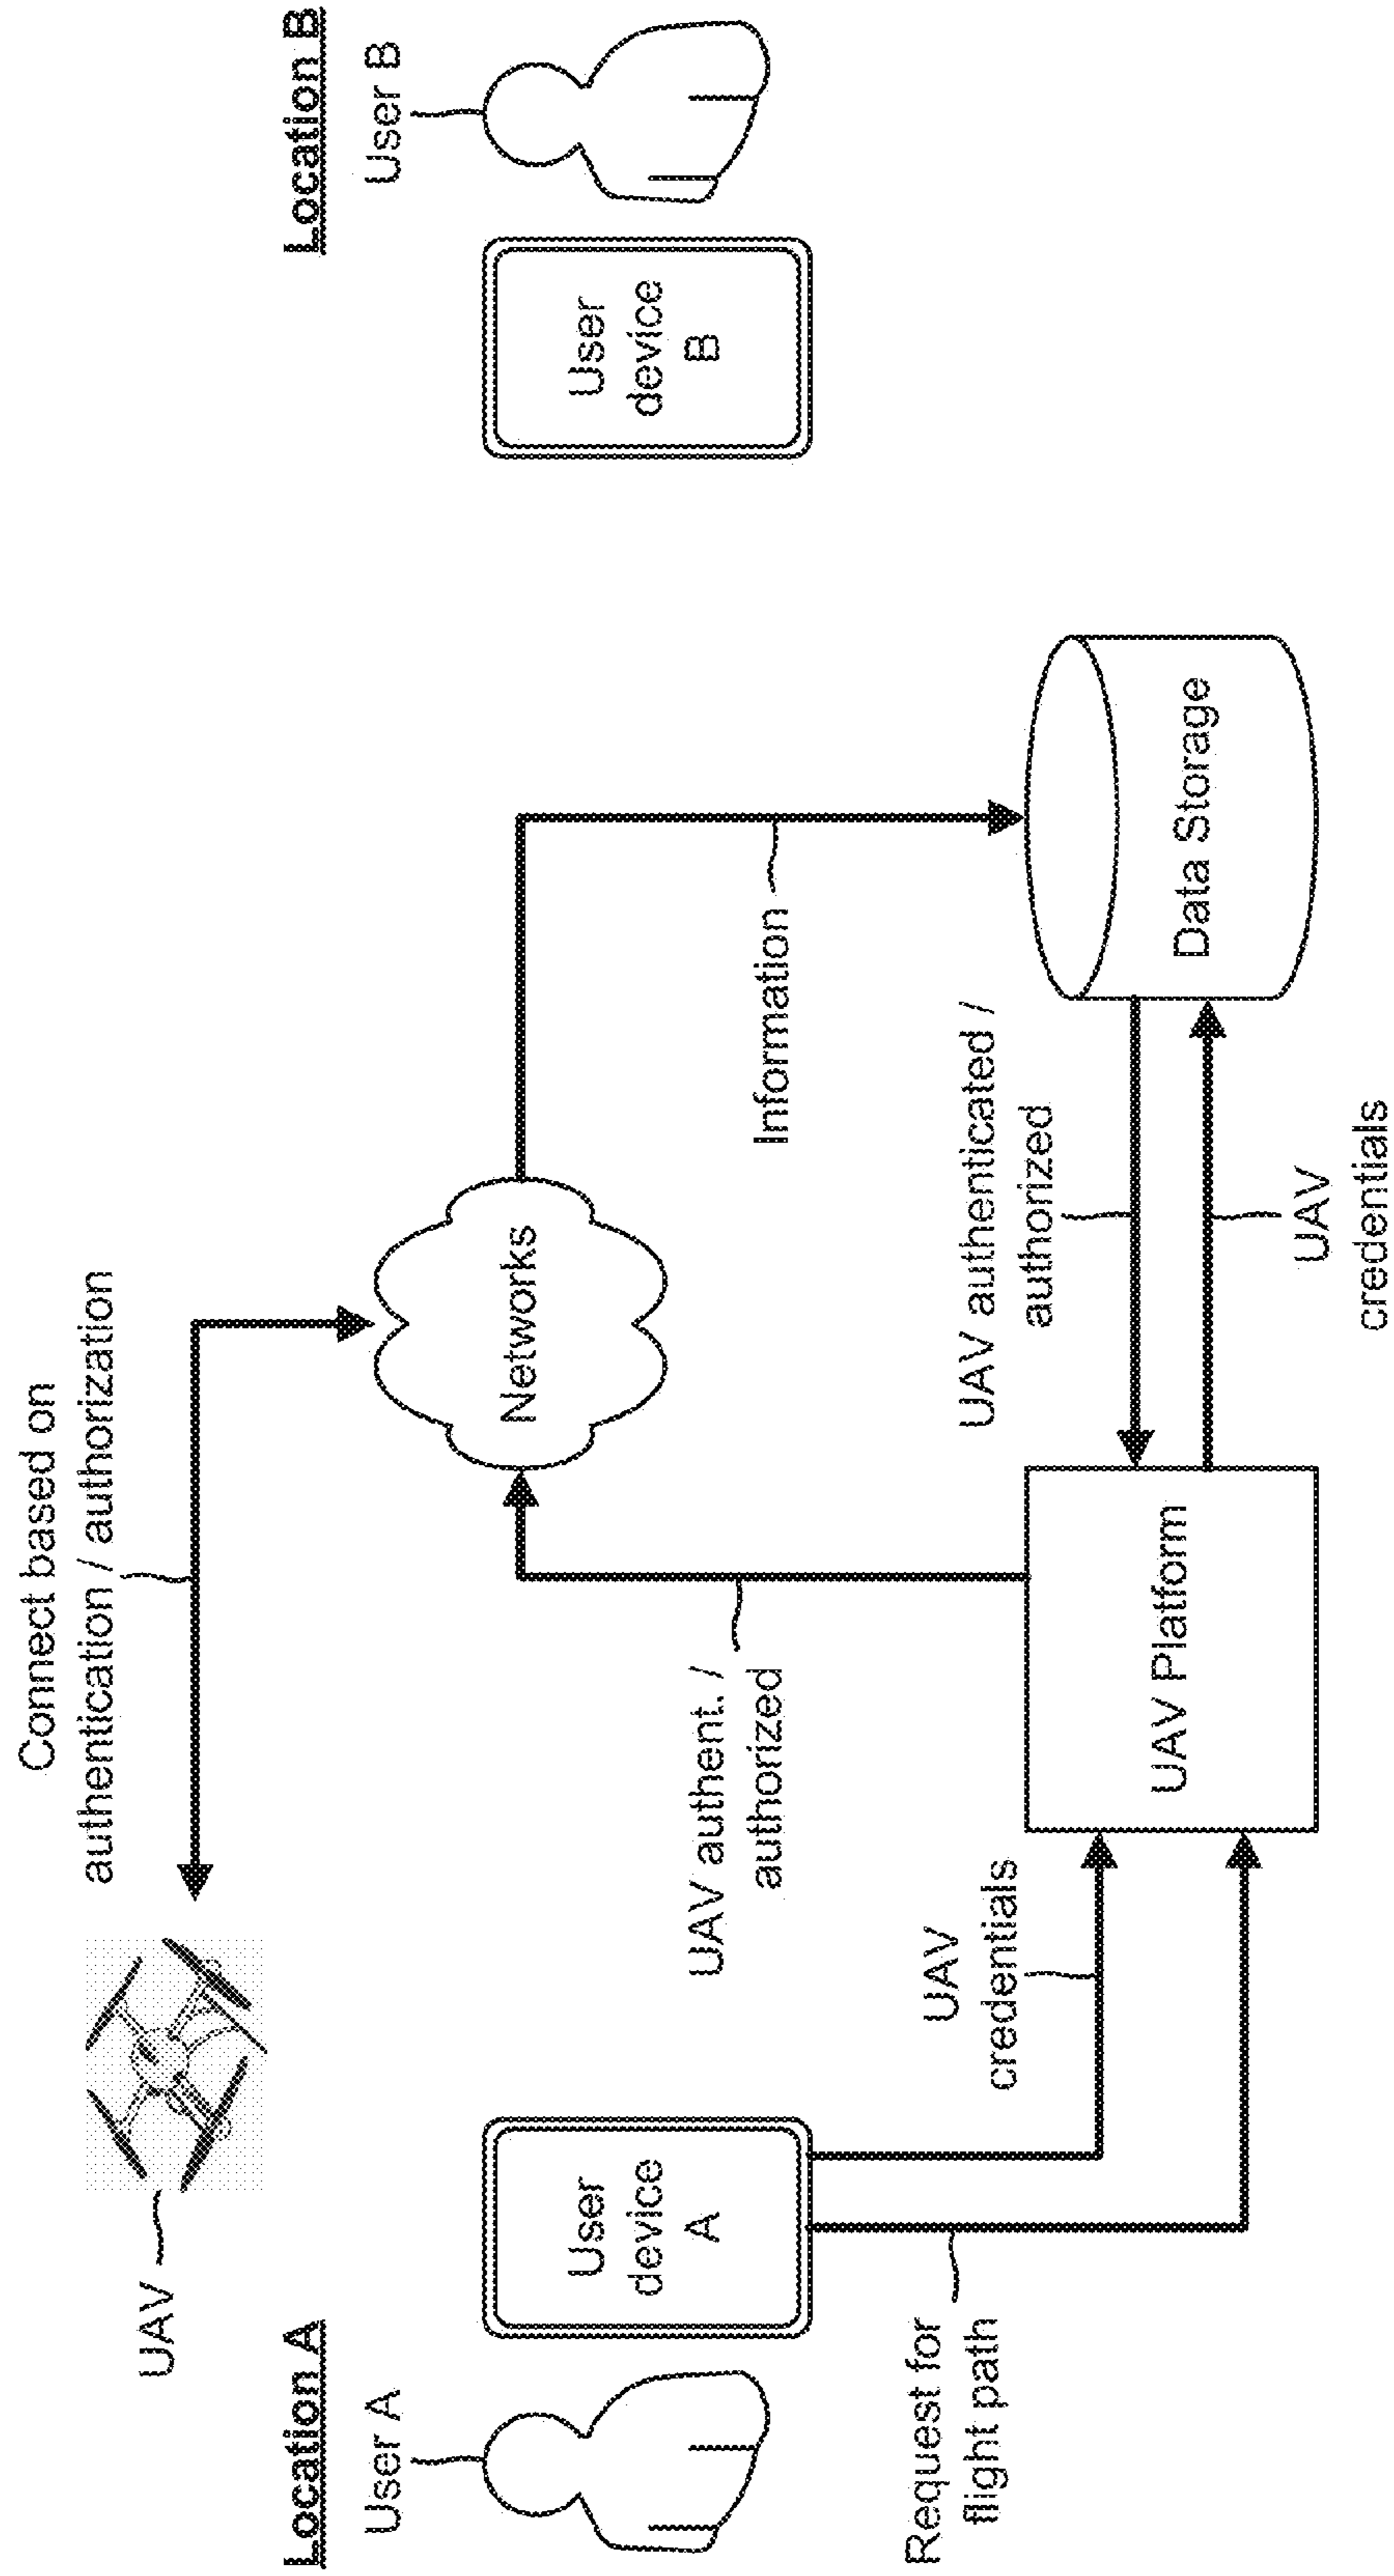 Connect based on
authentication / authorization
UAV
Location A
User A
User
device
A
Location B
User B
User
device
B
Networks
UAV authent. /
authorized
Information
Request for
flight path
UAV
credentials
UAV authenticated /
authorized
UAV Platform
Data Storage
UAV
credentials